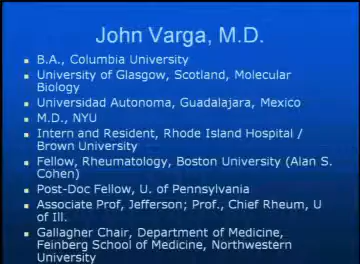 John Varga, M.D.
B.A., Columbia University
University of Glasgow, Scotland, Molecular
Biology
Universidad Autonoma, Guadalajara, Mexico
M.D., NYU
Intern and Resident, Rhode Island Hospital /
Brown University
Fellow, Rheumatology, Boston University (Alan S.
Cohen)
Post-Doc Fellow, U. of Pennsylvania
Associate Prof, Jefferson; Prof., Chief Rheum, U
of Ill.
Gallagher Chair, Department of Medicine,
Feinberg School of Medicine, Northwestern
University